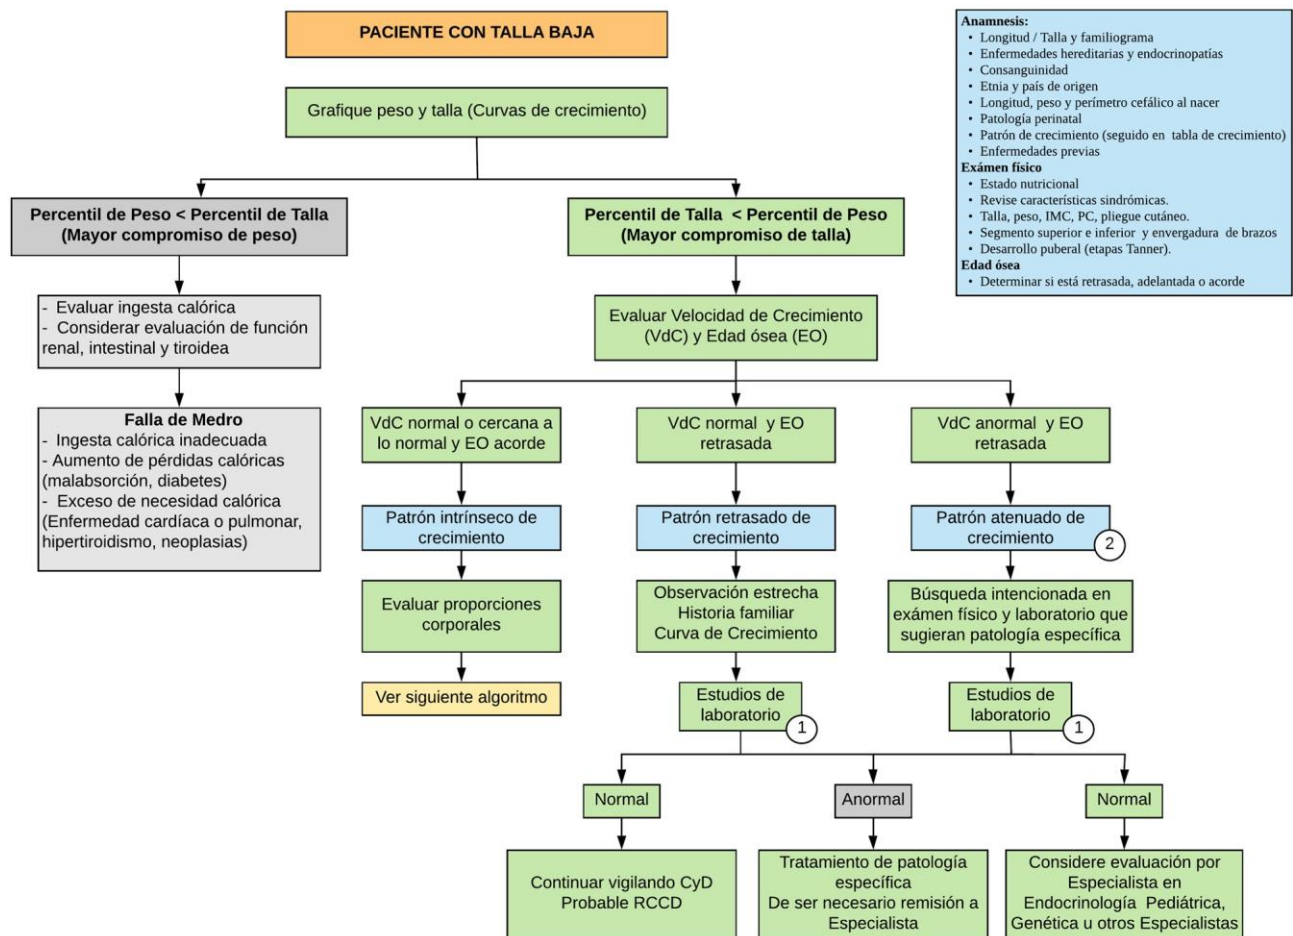 PACIENTE CON TALLA BAJA
Grafique peso y talla (Curvas de crecimiento)
Anamnesis:
• Longitud / Talla y familiograma
• Enfermedades hereditarias y endocrinopatías
• Consanguinidad
• Etnia y país de origen
• Longitud, peso y perímetro cefálico al nacer
• Patología perinatal
• Patrón de crecimiento (seguido en tabla de crecimiento)
• Enfermedades previas
Exámen físico
• Estado nutricional
• Revise características sindrómicas.
• Talla, peso, IMC, PC, pliegue cutáneo.
• Segmento superior e inferior y envergadura de brazos
• Desarrollo puberal (etapas Tanner).
Edad ósea
• Determinar si está retrasada, adelantada o acorde
Percentil de Peso < Percentil de Talla
(Mayor compromiso de peso)
Percentil de Talla < Percentil de Peso
(Mayor compromiso de talla)
- Evaluar ingesta calórica
- Considerar evaluación de función
renal, intestinal y tiroidea
Evaluar Velocidad de Crecimiento
(VdC) y Edad ósea (EO)
Falla de Medro
- Ingesta calórica inadecuada
- Aumento de pérdidas calóricas
(malabsorción, diabetes)
- Exceso de necesidad calórica
(Enfermedad cardíaca o pulmonar,
hipertiroidismo, neoplasias)
VdC normal o cercana a
lo normal y EO acorde
VdC normal y EO
retrasada
VdC anormal y EO
retrasada
Patrón intrínseco de
crecimiento
Patrón retrasado de
crecimiento
Patrón atenuado de
crecimiento
2
Evaluar proporciones
corporales
Observación estrecha
Historia familiar
Curva de Crecimiento
Búsqueda intencionada en
exámen físico y laboratorio que
sugieran patología específica
Ver siguiente algoritmo
Estudios de
laboratorio
1
Estudios de
laboratorio
1
Normal
Anormal
Normal
Continuar vigilando CyD
Probable RCCD
Tratamiento de patología
específica
De ser necesario remisión a
Especialista
Considere evaluación por
Especialista en
Endocrinología Pediátrica,
Genética u otros Especialistas